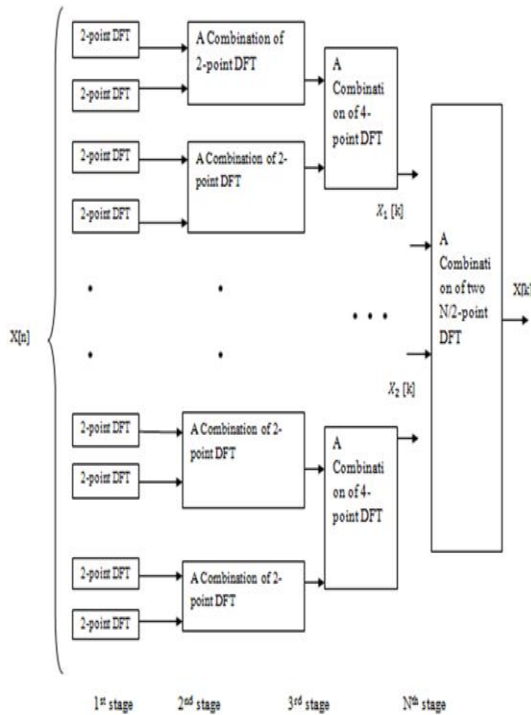 2-point DFT
2-point DFT
A Combination of
2-point DFT
2-point DFT
2-point DFT
A Combination of 2-
point DFT
A
Combinati
on of 4-
point DFT
X₁ [k]
X[n]
A
Combinati
on of two
N/2-point
DFT
X[k]
X₂ [k]
2-point DFT
2-point DFT
A Combination of 2-
point DFT
2-point DFT
2-point DFT
A Combination of 2-
point DFT
A
Combinati
on of 4-
point DFT
1st stage
2nd stage
3rd stage
Nth stage